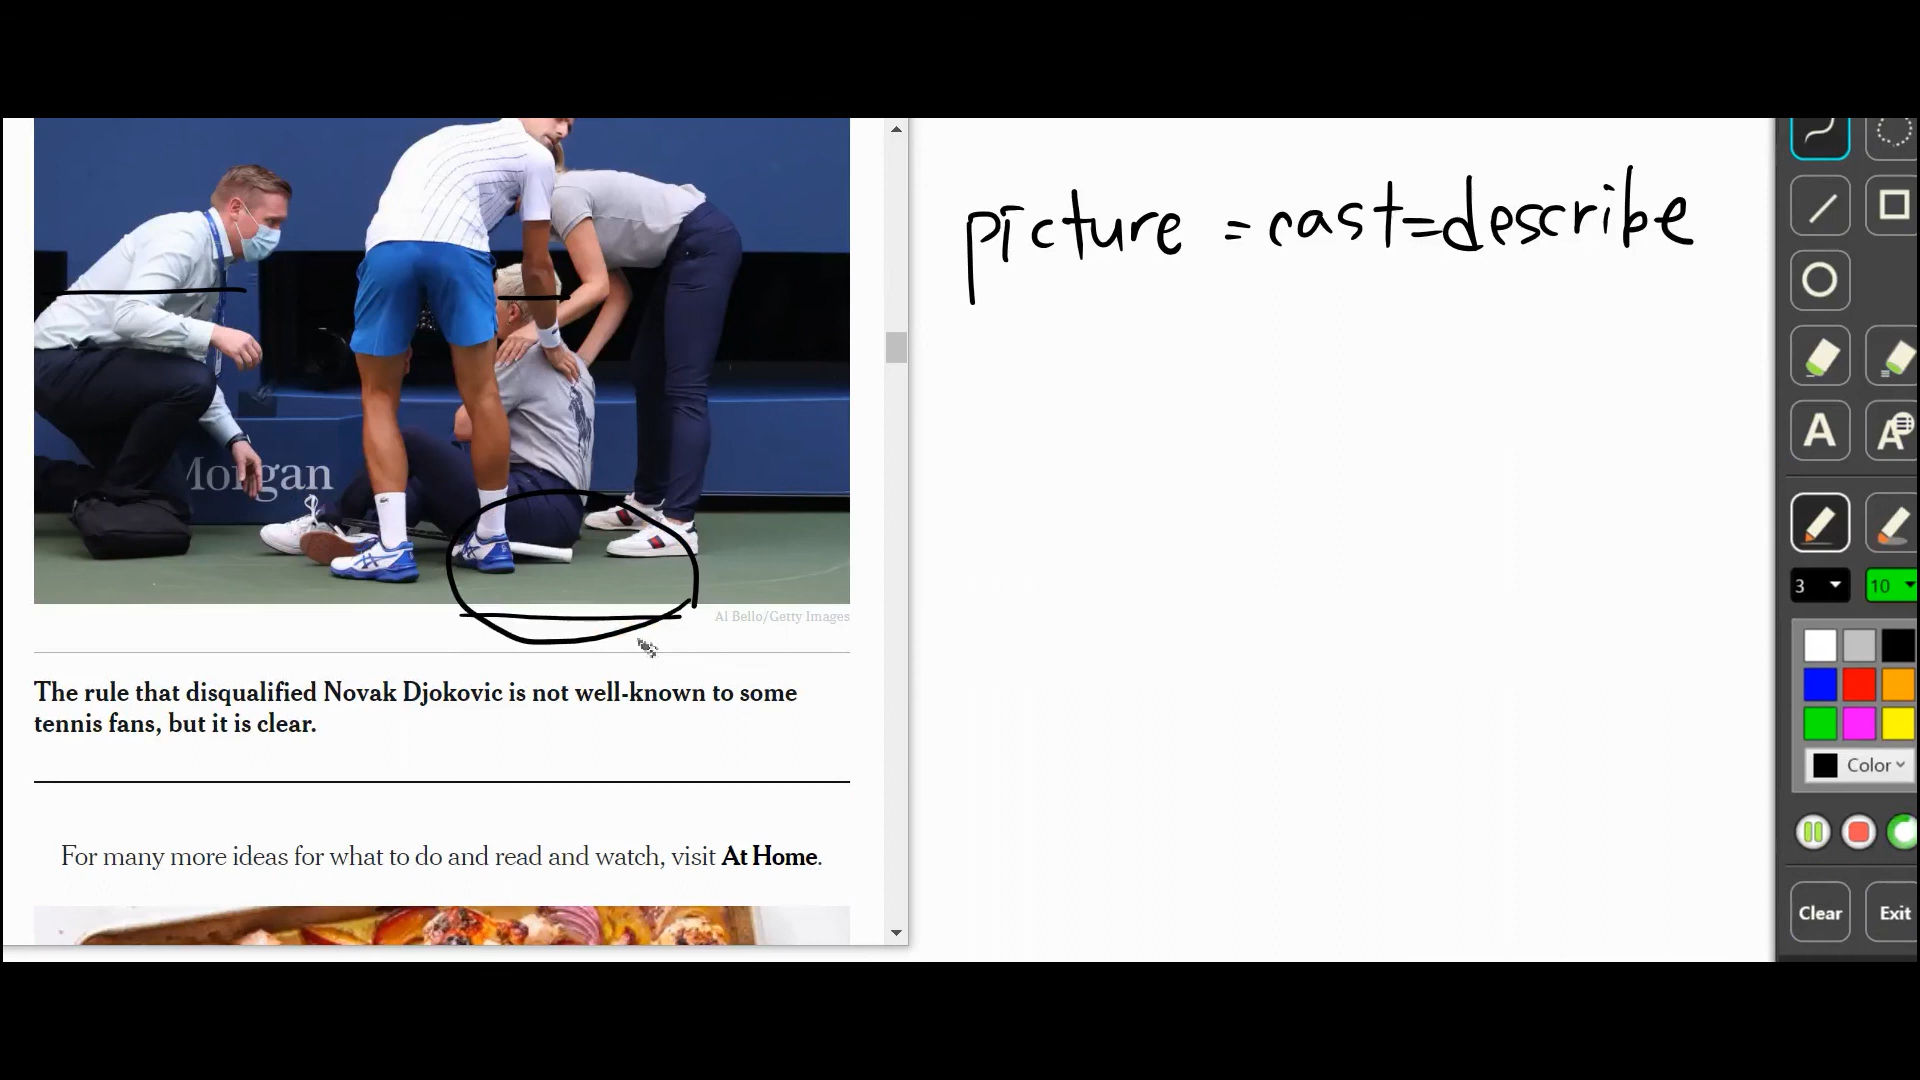 Morgan
Al Bello/Getty Images
The rule that disqualified Novak Djokovic is not well-known to some
tennis fans, but it is clear.
For many more ideas for what to do and read and watch, visit At Home.
picture = cast=describe
A
A
3
10
Color
Clear
Exit